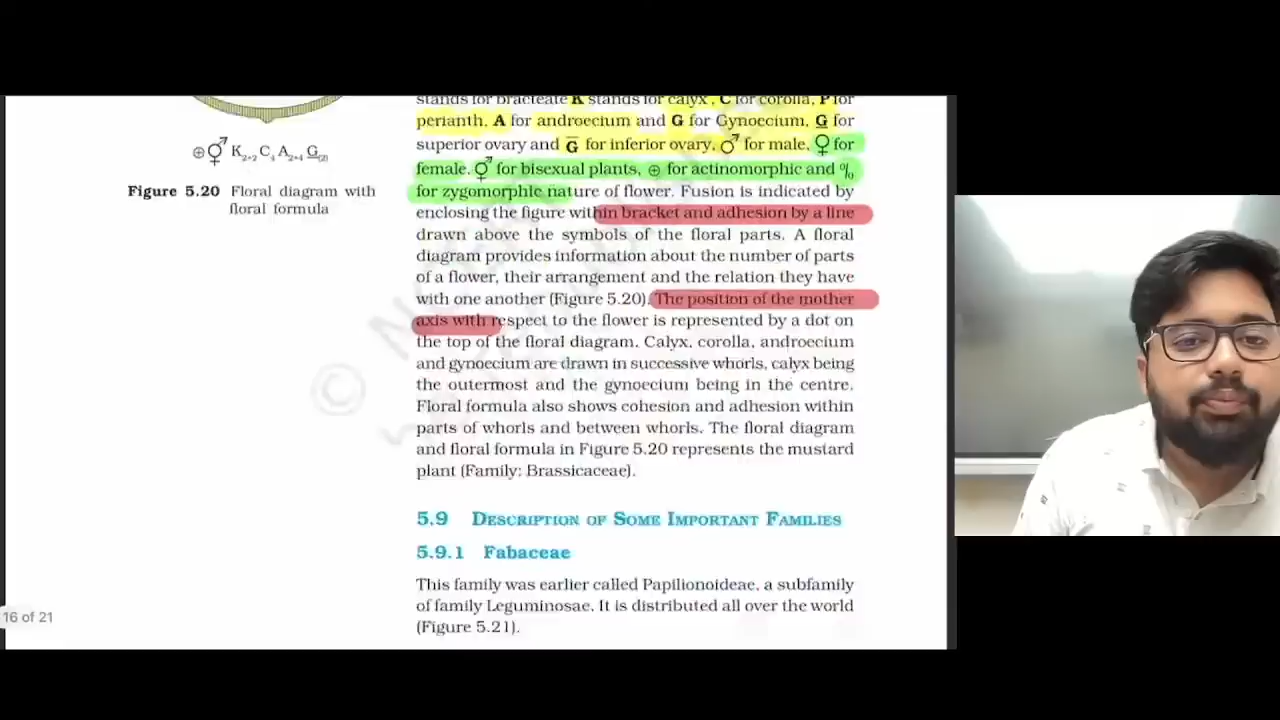 stands for bracteate K stands for calyx , C for corolla, P for
perianth, A for androecium and G for Gynoecium, G̲ for
superior ovary and G̅ for inferior ovary, ♂ for male, ♀ for
female, ⚥ for bisexual plants, ⊕ for actinomorphic and %
for zygomorphic nature of flower. Fusion is indicated by
enclosing the figure within bracket and adhesion by a line
drawn above the symbols of the floral parts. A floral
diagram provides information about the number of parts
of a flower, their arrangement and the relation they have
with one another (Figure 5.20). The position of the mother
axis with respect to the flower is represented by a dot on
the top of the floral diagram. Calyx, corolla, androecium
and gynoecium are drawn in successive whorls, calyx being
the outermost and the gynoecium being in the centre.
Floral formula also shows cohesion and adhesion within
parts of whorls and between whorls. The floral diagram
and floral formula in Figure 5.20 represents the mustard
plant (Family: Brassicaceae).
⊕ ⚥ K₂₊₂ C₄ A₂₊₄ G̲₍₂₎
Figure 5.20 Floral diagram with
floral formula
5.9 Description of Some Important Families
5.9.1 Fabaceae
This family was earlier called Papilionoideae, a subfamily
of family Leguminosae. It is distributed all over the world
(Figure 5.21).
16 of 21